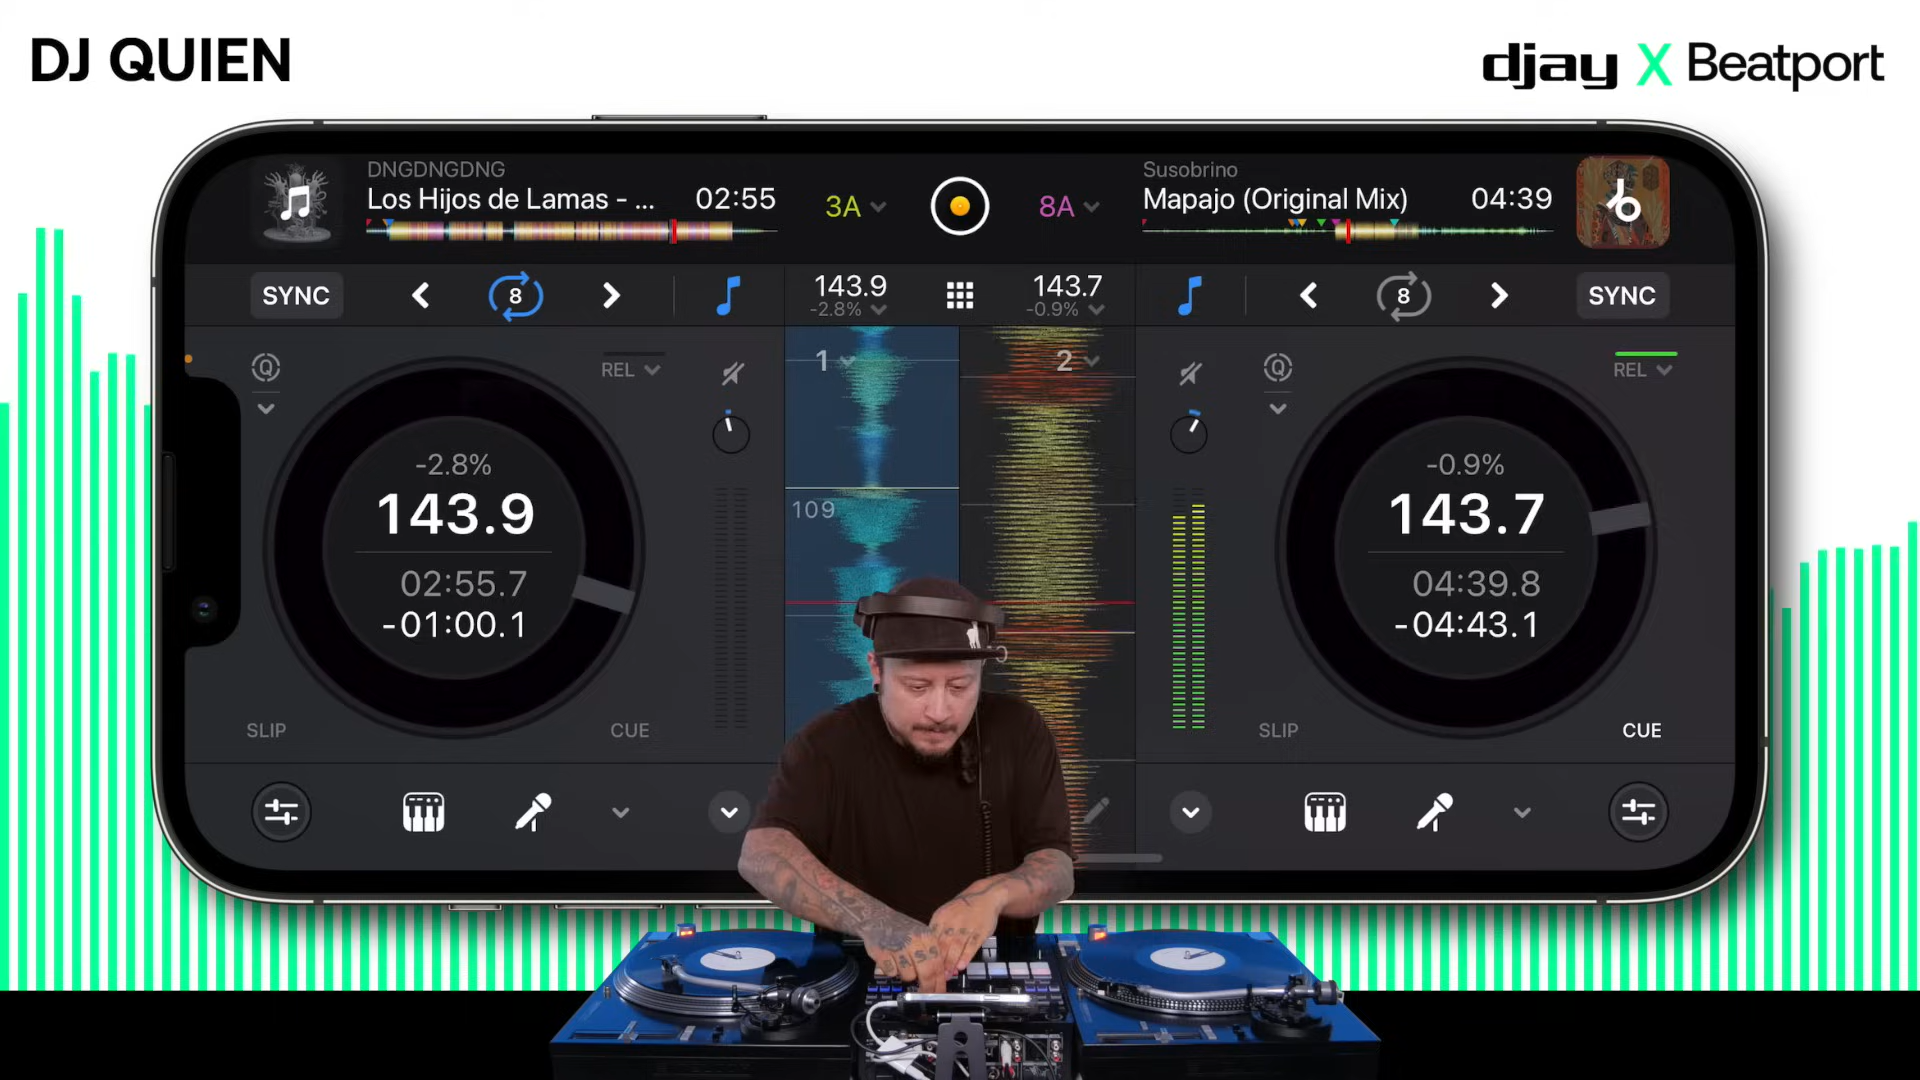 DJ QUIEN
djay X Beatport
DNGDNGDNG
Los Hijos de Lamas - ...
02:55
3A
8A
Susobrino
Mapajo (Original Mix)
04:39
SYNC
8
143.9
-2.8%
143.7
-0.9%
8
SYNC
REL
1
2
REL
Q
Q
109
-2.8%
143.9
02:55.7
-01:00.1
-0.9%
143.7
04:39.8
-04:43.1
SLIP
CUE
SLIP
CUE